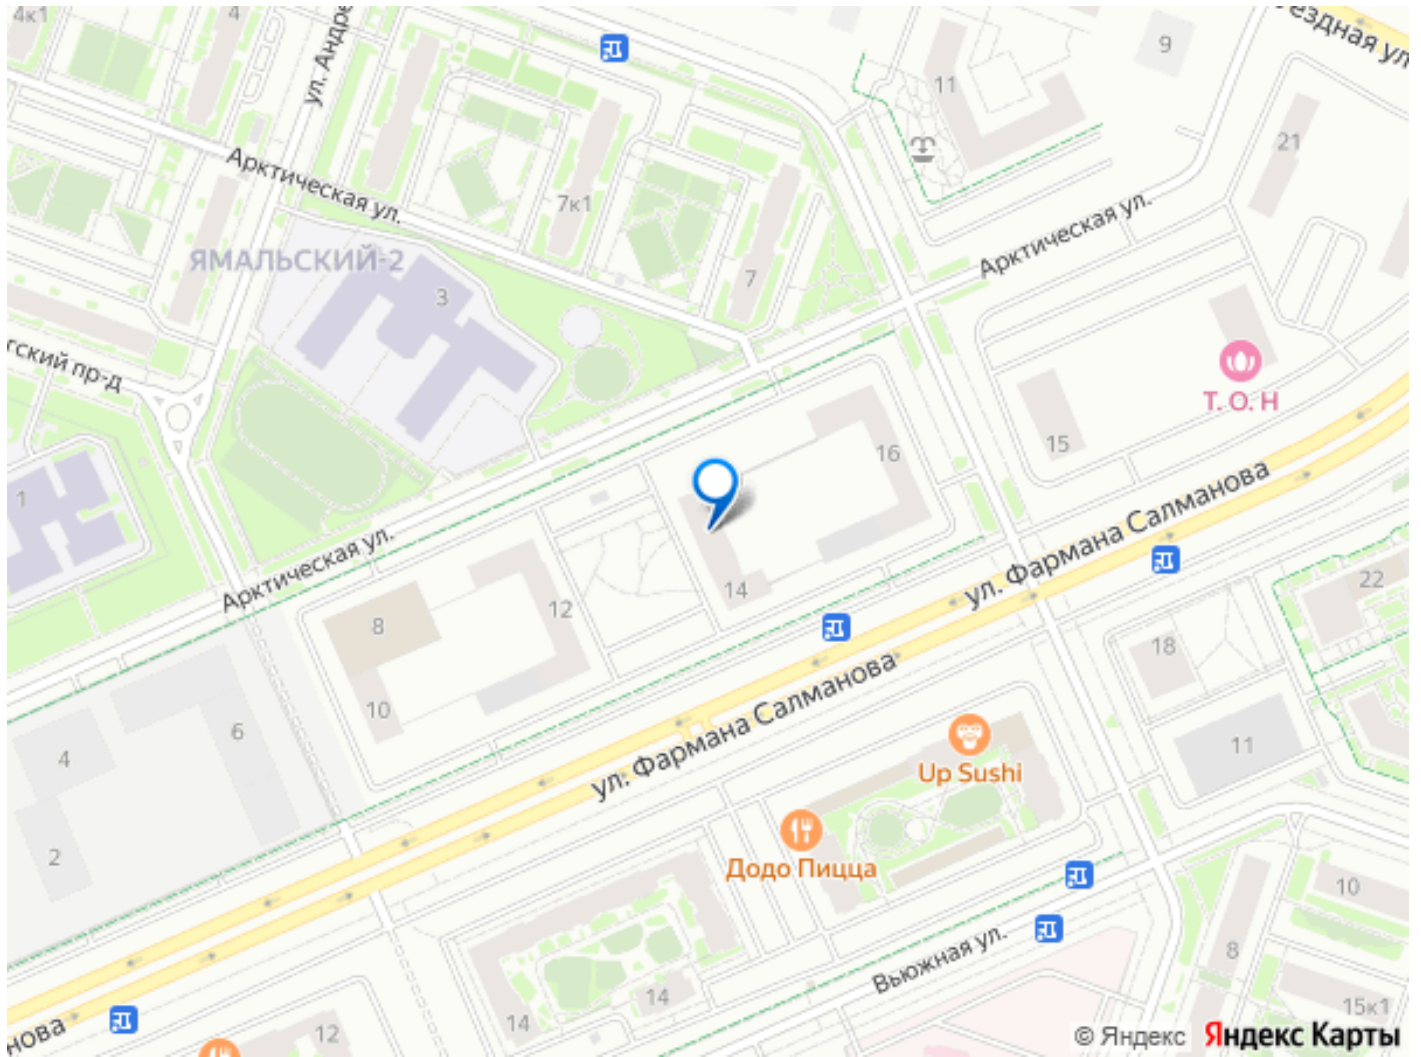 4к1
4
ул. Андре
ездная ул
9
11
21
Арктическая ул.
7к1
Арктическая ул.
ЯМАЛЬСКИЙ-2
3
7
тский пр-д
Т. О. Н
15
16
1
ул. Фармана Салманова
Арктическая ул.
14
12
8
22
18
10
6
4
11
ул. Фармана Салманова
Up Sushi
2
Додо Пицца
10
8
Вьюжная ул.
14
14
12
15к1
нова
© Яндекс Яндекс Карты